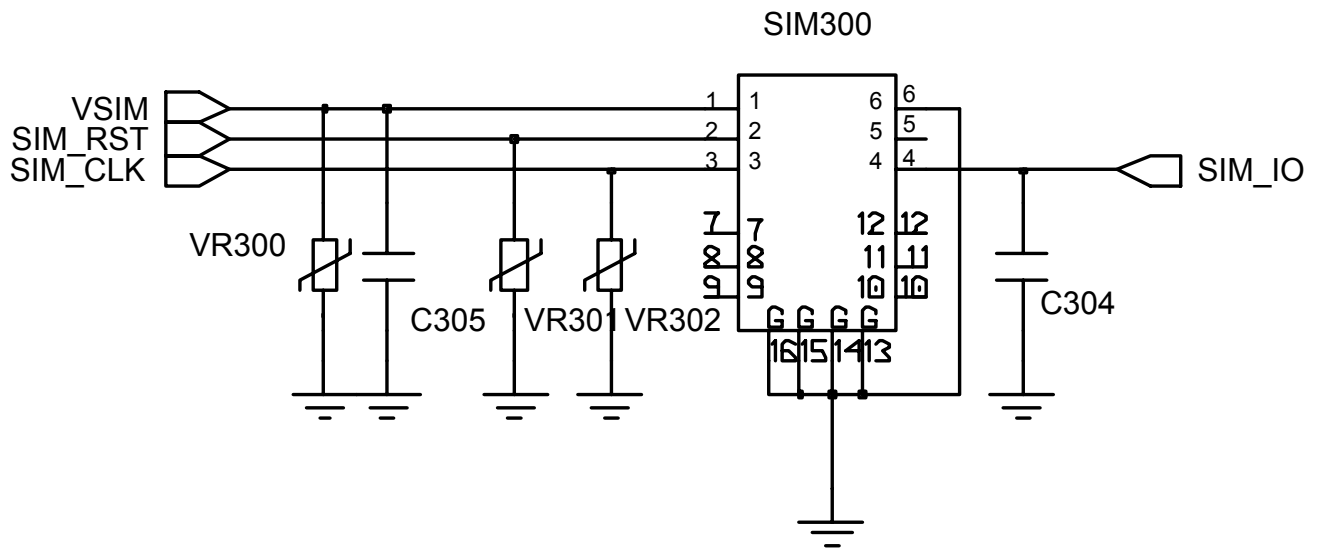 SIM300
VSIM 1 1 6 6
SIM_RST 2 2 5 5
SIM_CLK 3 3 4 4 SIM_IO
7 7 12 12
VR300 8 8 11 11
9 9 10 10
C305 VR301 VR302 G G G G C304
16 15 14 13